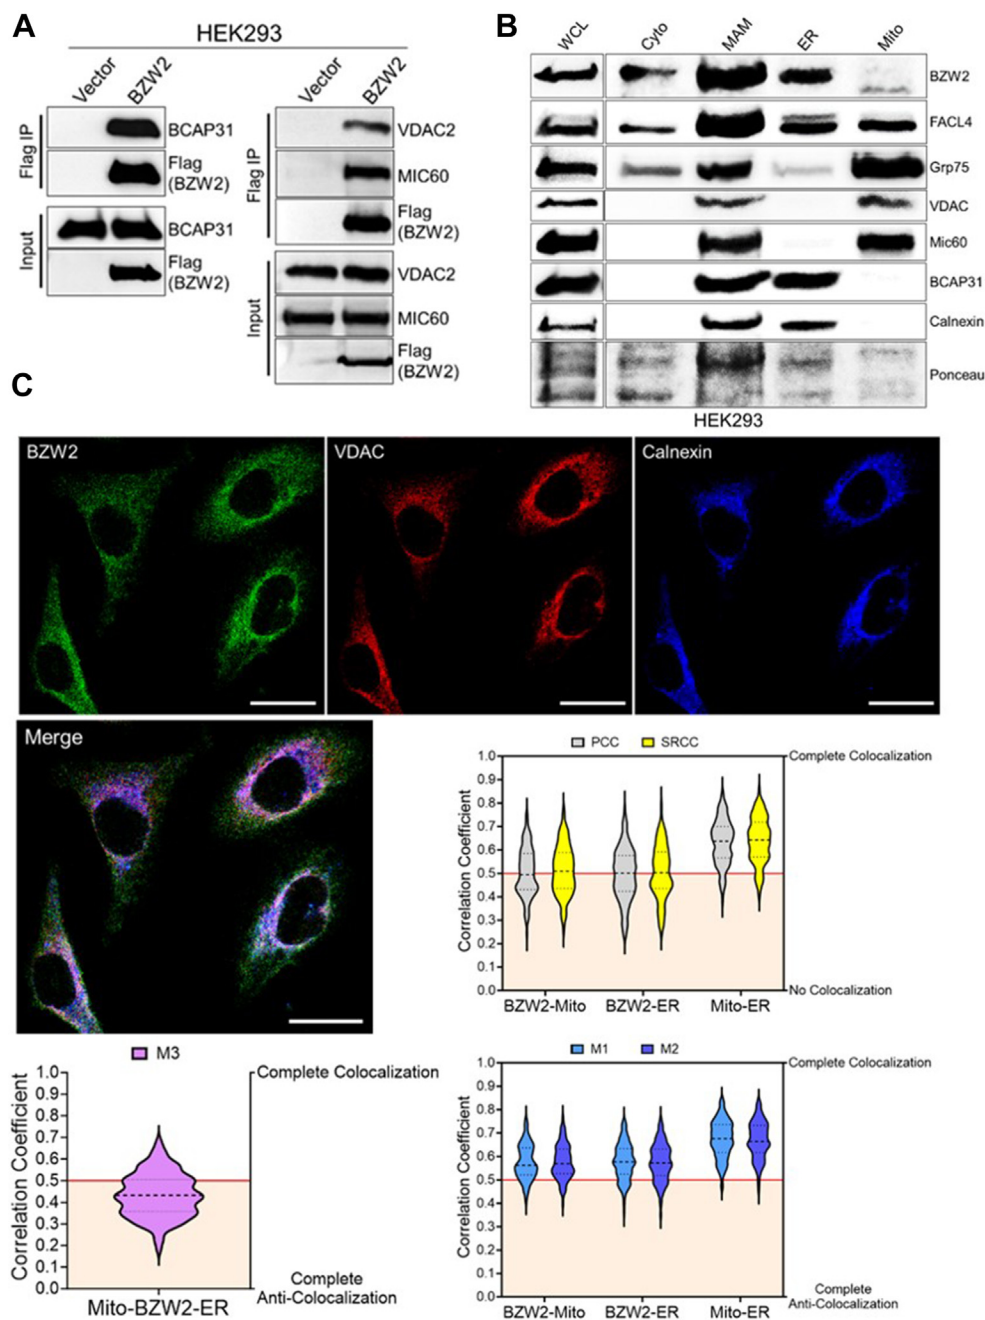 A
HEK293
Vector
BZW2
Flag IP
BCAP31
Flag
(BZW2)
Input
BCAP31
Flag
(BZW2)
Vector
BZW2
Flag IP
VDAC2
MIC60
Flag
(BZW2)
Input
VDAC2
MIC60
Flag
(BZW2)
B
WCL
Cyto
MAM
ER
Mito
BZW2
FACL4
Grp75
VDAC
Mic60
BCAP31
Calnexin
Ponceau
HEK293
C
BZW2
VDAC
Calnexin
Merge
PCC
SRCC
Correlation Coefficient
1.0
0.9
0.8
0.7
0.6
0.5
0.4
0.3
0.2
0.1
0.0
Complete Colocalization
No Colocalization
BZW2-Mito
BZW2-ER
Mito-ER
M3
Correlation Coefficient
1.0
0.9
0.8
0.7
0.6
0.5
0.4
0.3
0.2
0.1
0.0
Complete Colocalization
Complete
Anti-Colocalization
Mito-BZW2-ER
M1
M2
Correlation Coefficient
1.0
0.9
0.8
0.7
0.6
0.5
0.4
0.3
0.2
0.1
0.0
Complete Colocalization
Complete
Anti-Colocalization
BZW2-Mito
BZW2-ER
Mito-ER